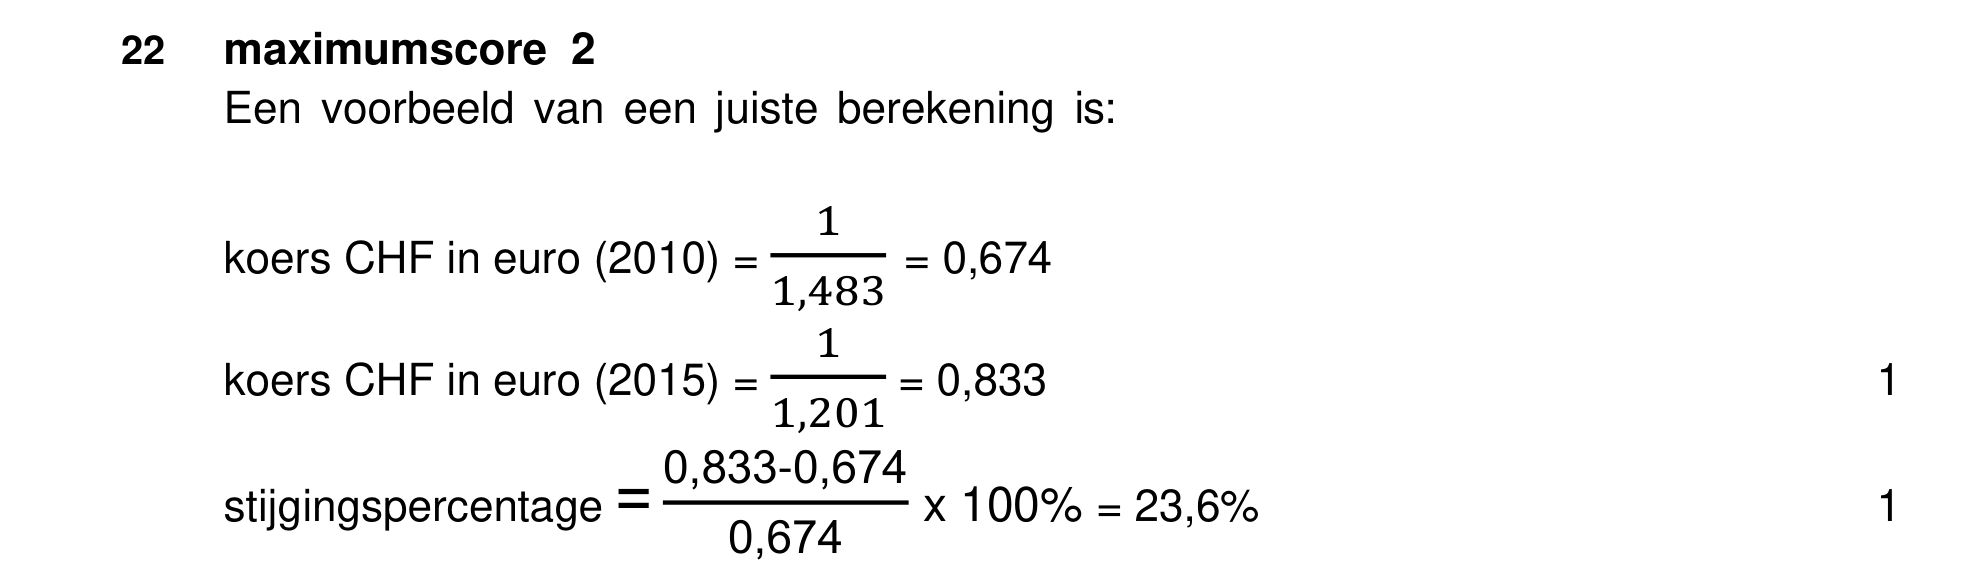 22 maximumscore 2
Een voorbeeld van een juiste berekening is:
koers CHF in euro (2010) = 1/1,483 = 0,674
koers CHF in euro (2015) = 1/1,201 = 0,833 1
stijgingspercentage = 0,833-0,674/0,674 x 100% = 23,6% 1